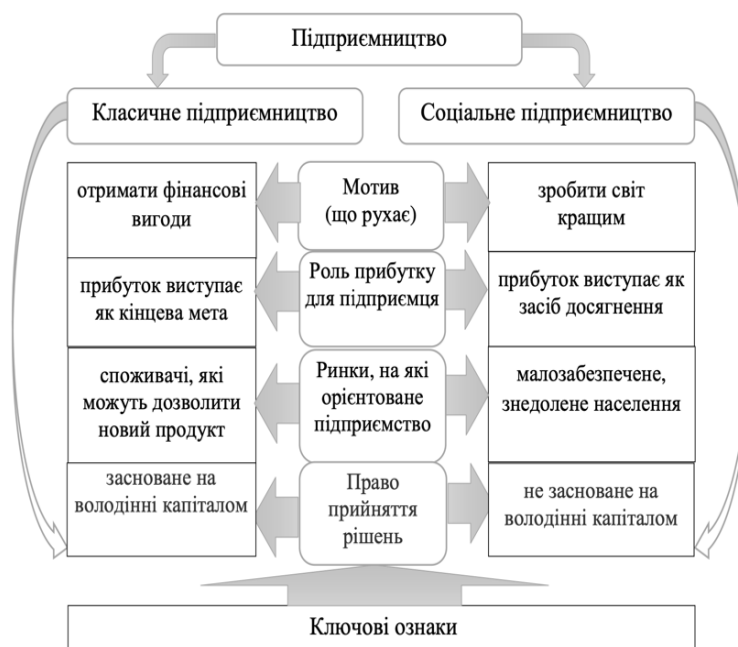 Підприємництво
Класичне підприємництво
Соціальне підприємництво
отримати фінансові
вигоди
Мотив
(що рухає)
зробити світ
кращим
прибуток виступає
як кінцева мета
Роль прибутку
для підприємця
прибуток виступає як
засіб досягнення
споживачі, які
можуть дозволити
новий продукт
Ринки, на які
орієнтоване
підприємство
малозабезпечене,
знедолене населення
засноване на
володінні капіталом
Право
прийняття
рішень
не засноване на
володінні капіталом
Ключові ознаки